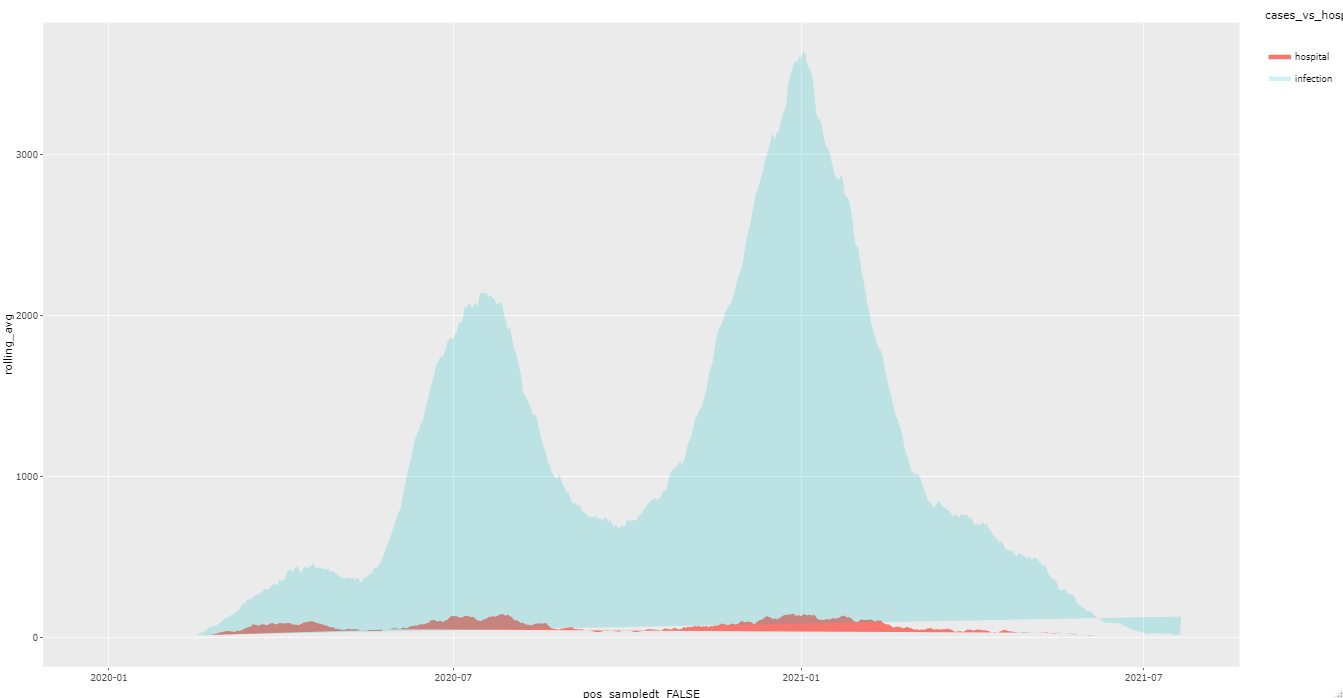 cases_vs_hosp
hospital
infection
3000
2000
1000
0
rolling_avg
2020-01
2020-07
2021-01
2021-07
pos_sampledt_FALSE